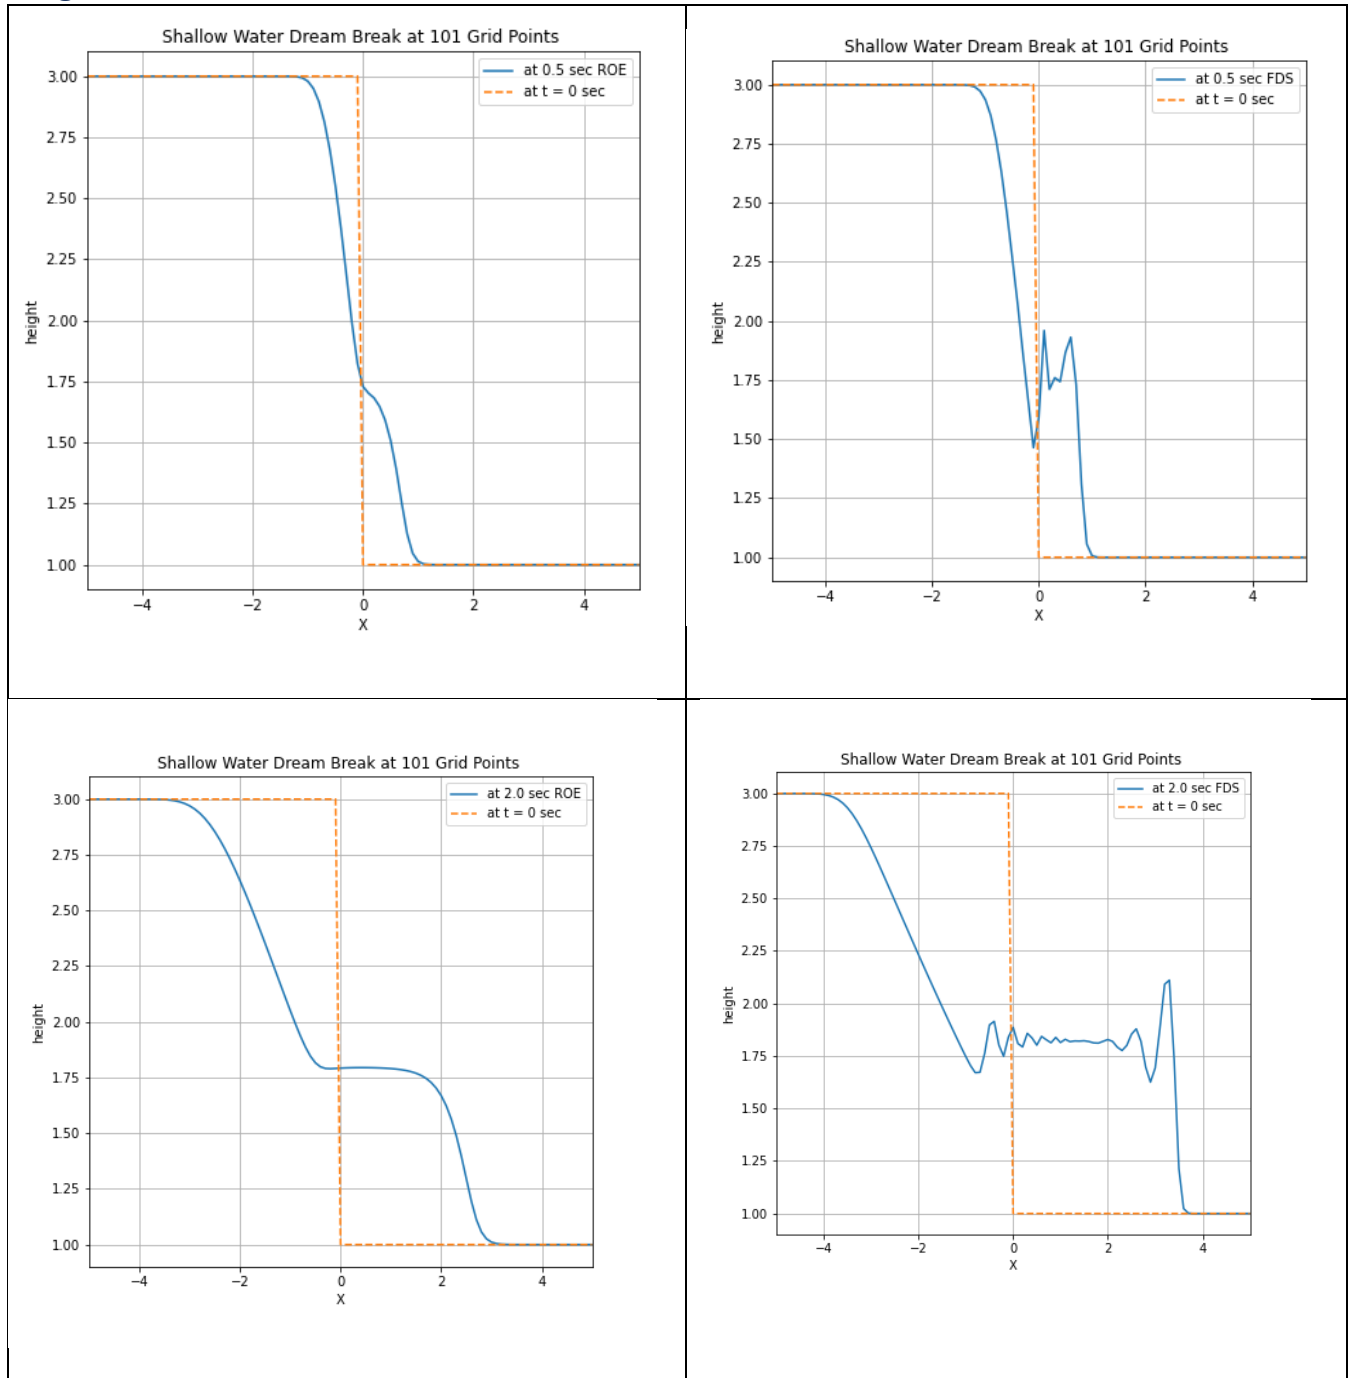 Shallow Water Dream Break at 101 Grid Points
at 0.5 sec ROE
at t = 0 sec
3.00
2.75
2.50
2.25
2.00
1.75
1.50
1.25
1.00
height
−4
−2
0
2
4
X
Shallow Water Dream Break at 101 Grid Points
at 0.5 sec FDS
at t = 0 sec
3.00
2.75
2.50
2.25
2.00
1.75
1.50
1.25
1.00
height
−4
−2
0
2
4
X
Shallow Water Dream Break at 101 Grid Points
at 2.0 sec ROE
at t = 0 sec
3.00
2.75
2.50
2.25
2.00
1.75
1.50
1.25
1.00
height
−4
−2
0
2
4
X
Shallow Water Dream Break at 101 Grid Points
at 2.0 sec FDS
at t = 0 sec
3.00
2.75
2.50
2.25
2.00
1.75
1.50
1.25
1.00
height
−4
−2
0
2
4
X